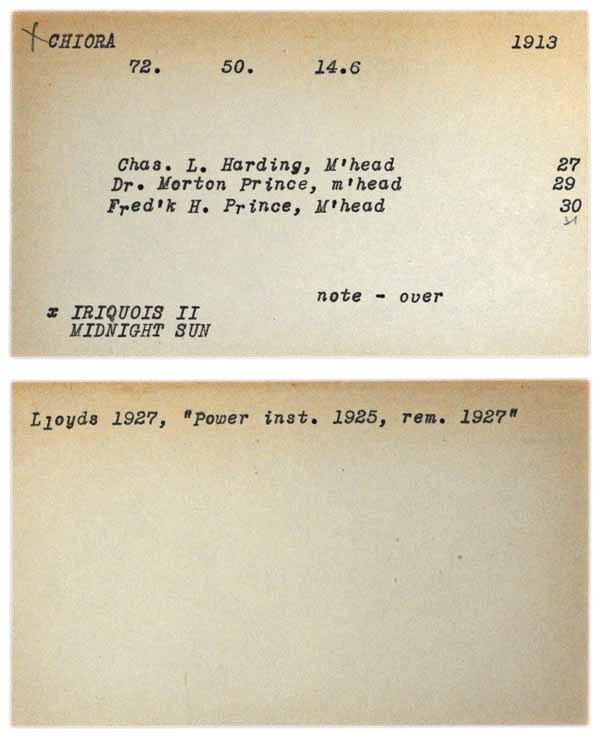 x CHIORA 1913
72. 50. 14.6
Chas. L. Harding, M'head 27
Dr. Morton Prince, m'head 29
Fred'k H. Prince, M'head 30
31
note - over
x IRIQUOIS II
MIDNIGHT SUN
Lloyds 1927, "Power inst. 1925, rem. 1927"